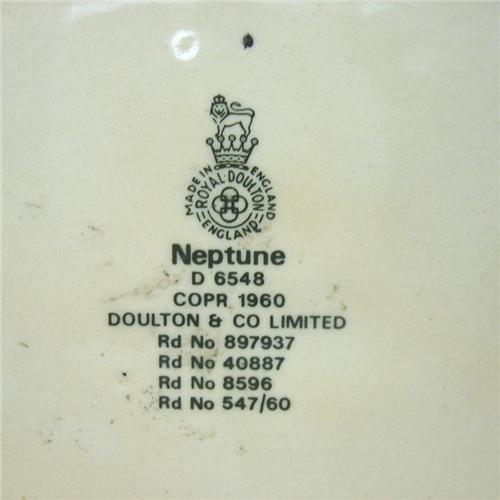 MADE IN ENGLAND
ROYAL·DOULTON
ENGLAND
Neptune
D 6548
COPR 1960
DOULTON & CO LIMITED
Rd No 897937
Rd No 40887
Rd No 8596
Rd No 547/60